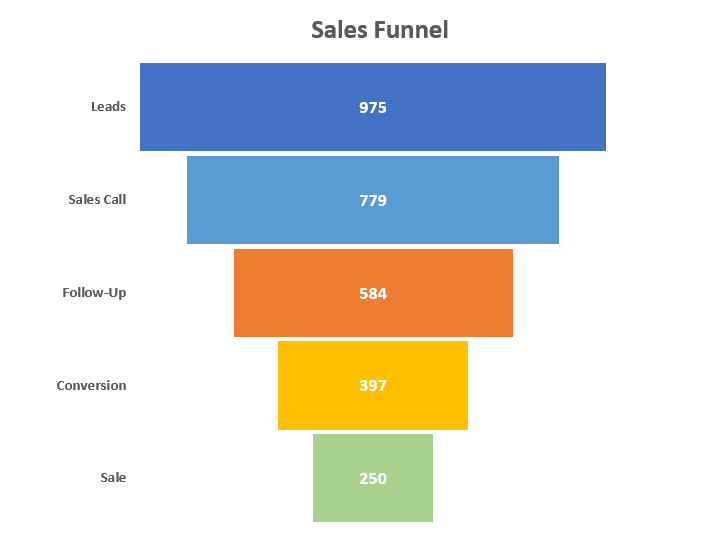 Sales Funnel
Leads 975
Sales Call 779
Follow-Up 584
Conversion 397
Sale 250